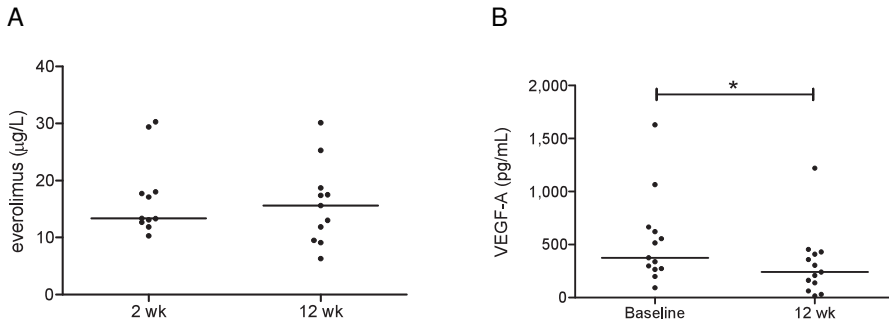 A
everolimus (μg/L)
40
30
20
10
0
2 wk
12 wk
B
VEGF-A (pg/mL)
2,000
1,500
1,000
500
0
*
Baseline
12 wk